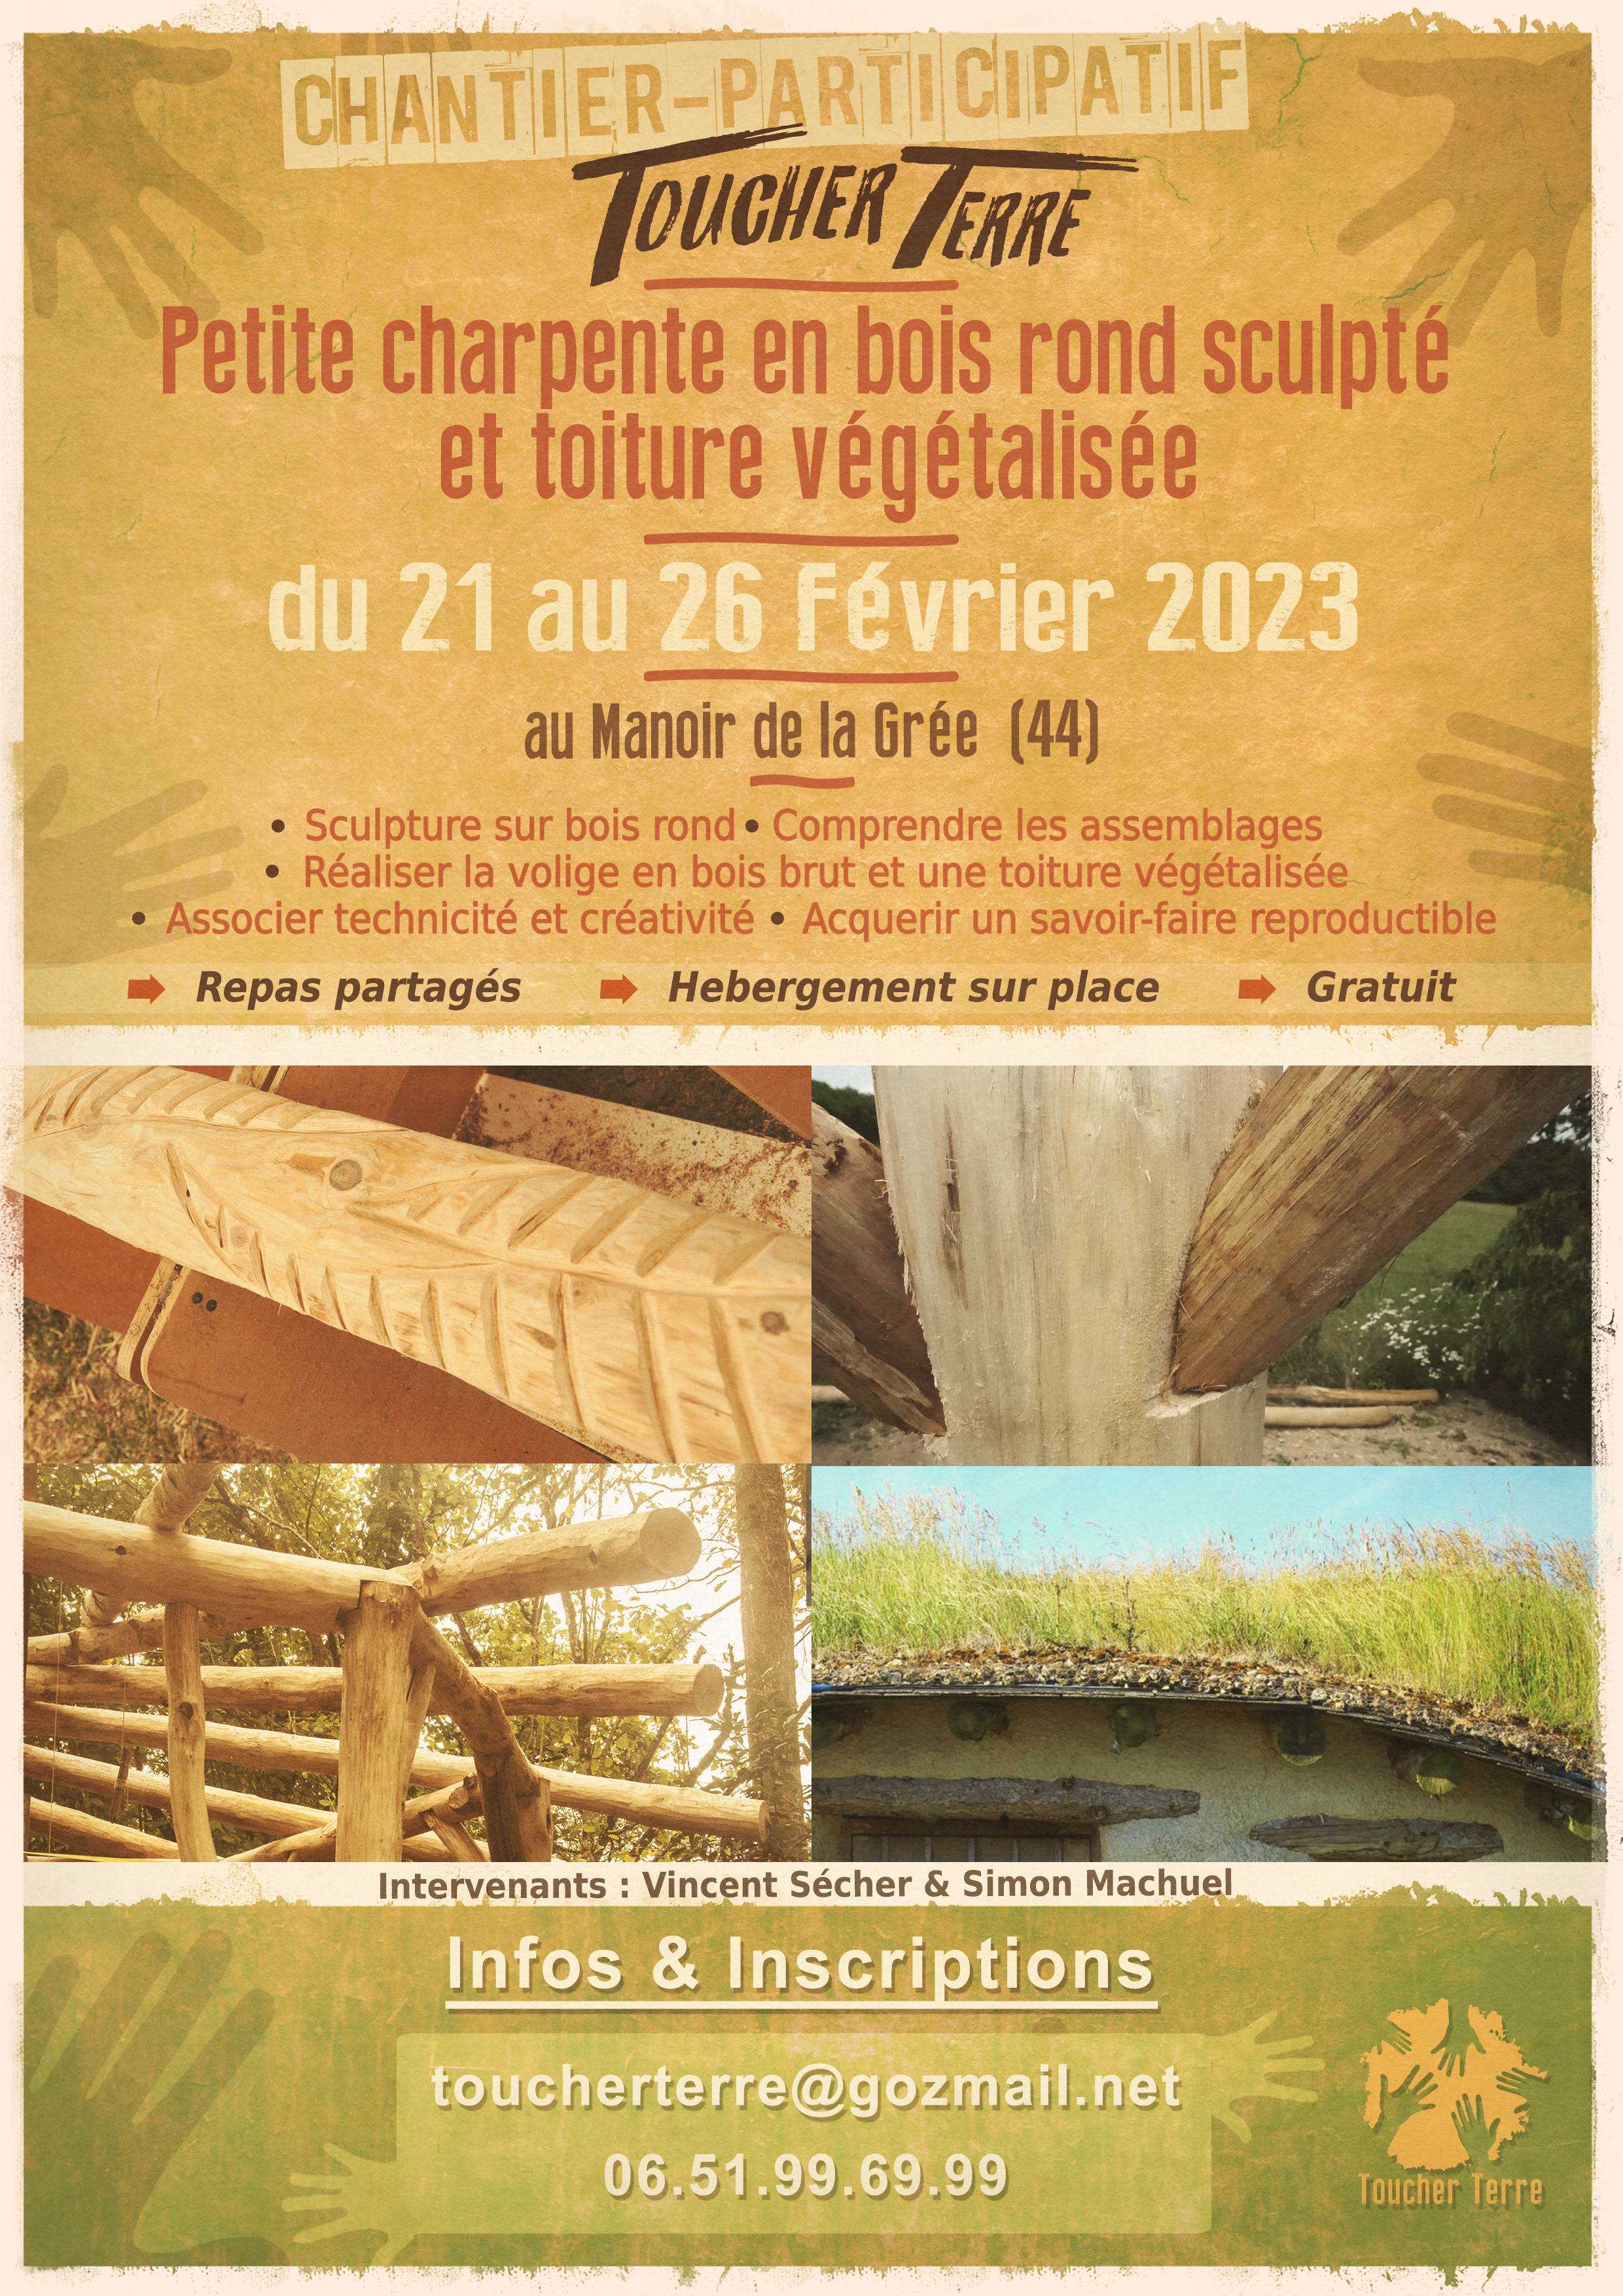 CHANTIER-PARTICIPATIF
TOUCHER TERRE
Petite charpente en bois rond sculpté
et toiture végétalisée
du 21 au 26 Février 2023
au Manoir de la Grée (44)
• Sculpture sur bois rond • Comprendre les assemblages
• Réaliser la volige en bois brut et une toiture végétalisée
• Associer technicité et créativité • Acquerir un savoir-faire reproductible
Repas partagés Hebergement sur place Gratuit
Intervenants : Vincent Sécher & Simon Machuel
Infos & Inscriptions
toucherterre@gozmail.net
06.51.99.69.99
Toucher Terre